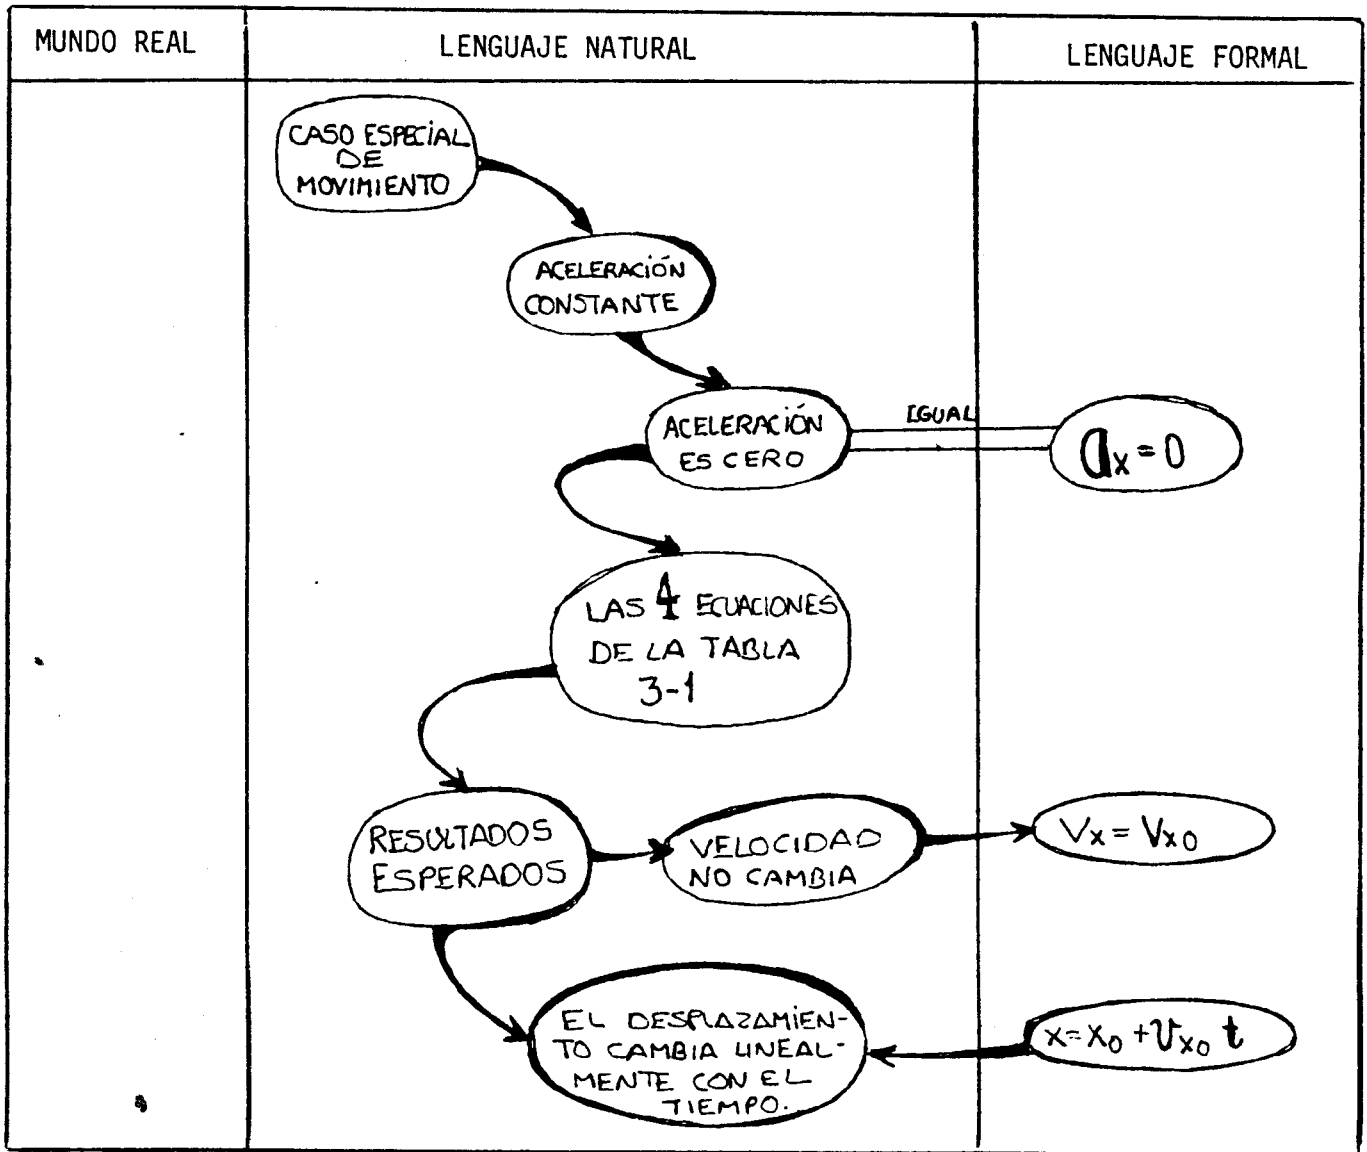 MUNDO REAL
LENGUAJE NATURAL
LENGUAJE FORMAL
CASO ESPECIAL
DE
MOVIMIENTO
ACELERACIÓN
CONSTANTE
ACELERACIÓN
ES CERO
IGUAL
ax = 0
LAS 4 ECUACIONES
DE LA TABLA
3-1
RESULTADOS
ESPERADOS
VELOCIDAD
NO CAMBIA
Vx = Vx0
EL DESPLAZAMIEN-
TO CAMBIA LINEAL-
MENTE CON EL
TIEMPO.
x = x0 + vx0 t